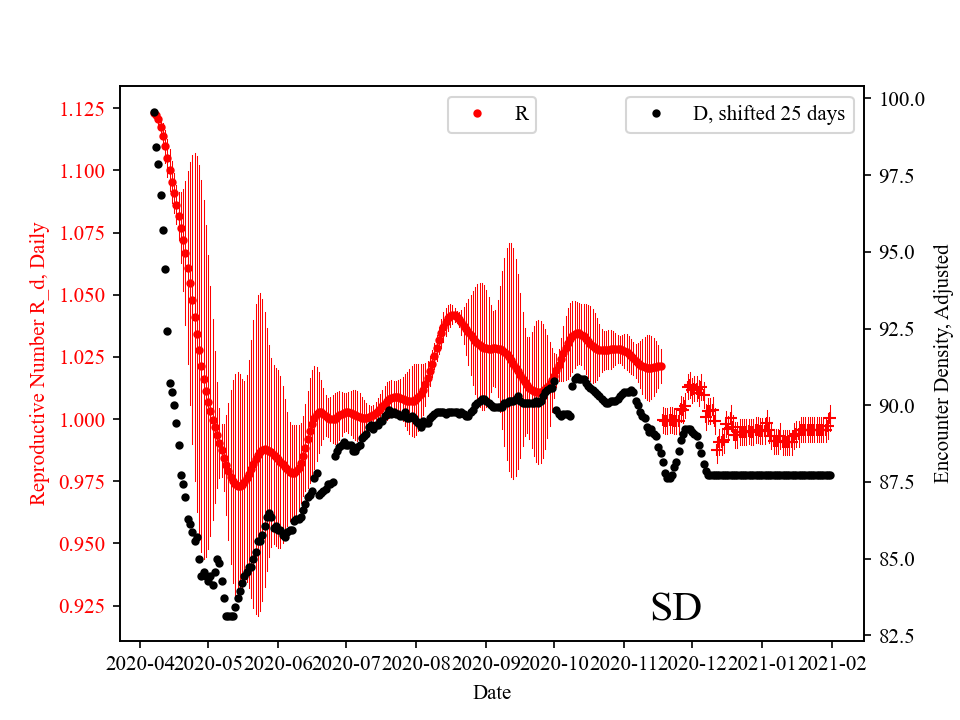 R
D, shifted 25 days
1.125
1.100
1.075
1.050
1.025
1.000
0.975
0.950
0.925
Reproductive Number R_d, Daily
100.0
97.5
95.0
92.5
90.0
87.5
85.0
82.5
Encounter Density, Adjusted
SD
2020-04 2020-05 2020-06 2020-07 2020-08 2020-09 2020-10 2020-11 2020-12 2021-01 2021-02
Date